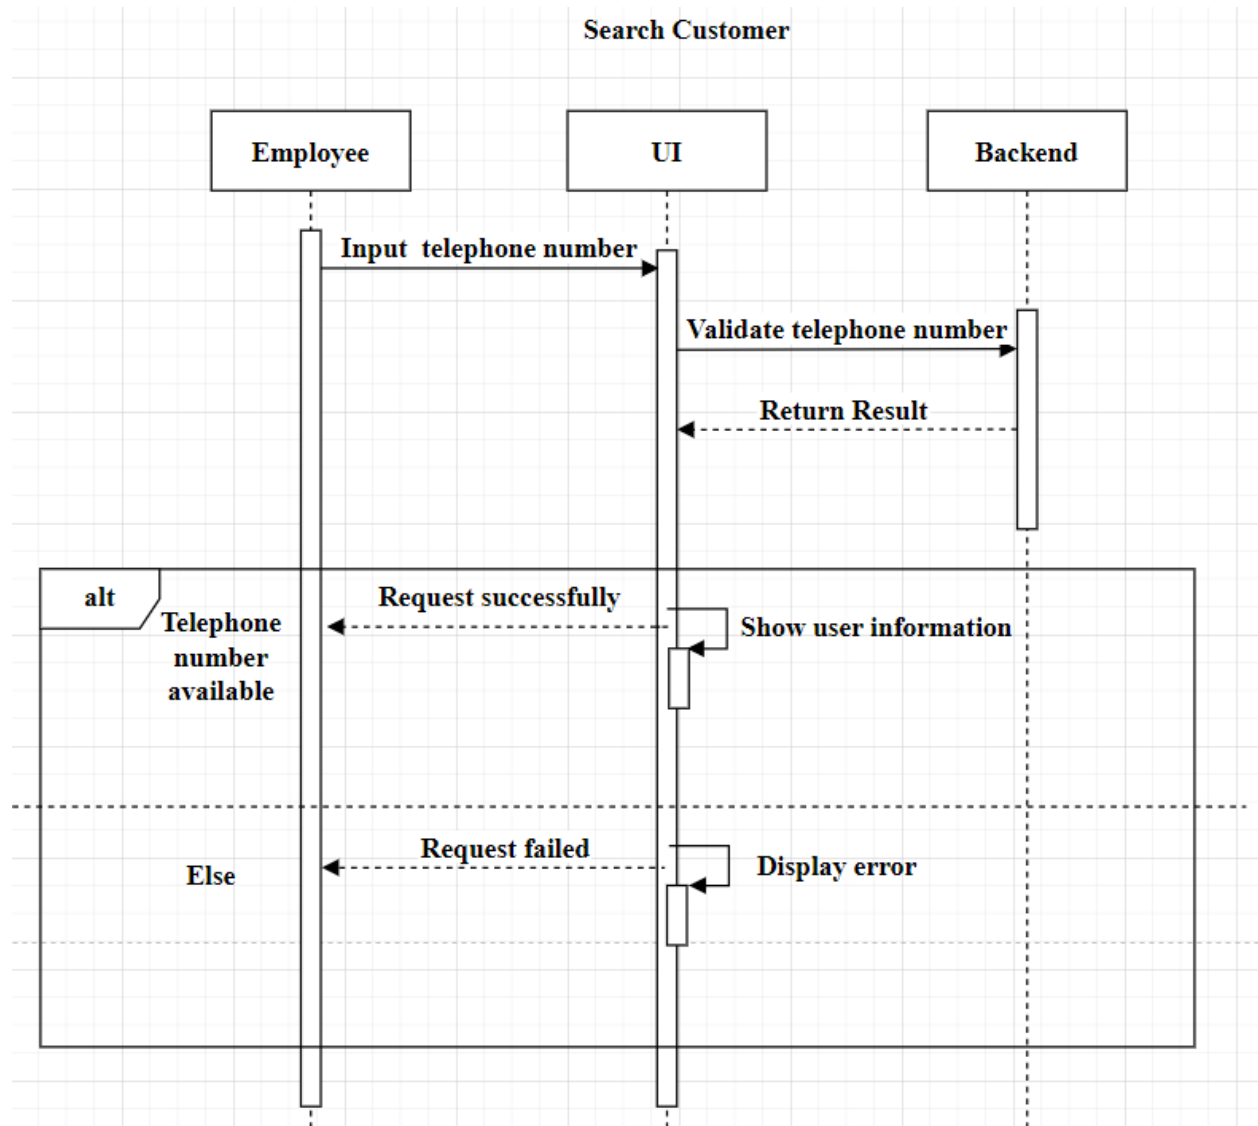 Search Customer
Employee
UI
Backend
Input telephone number
Validate telephone number
Return Result
alt
Request successfully
Telephone
number
available
Show user information
Request failed
Else
Display error